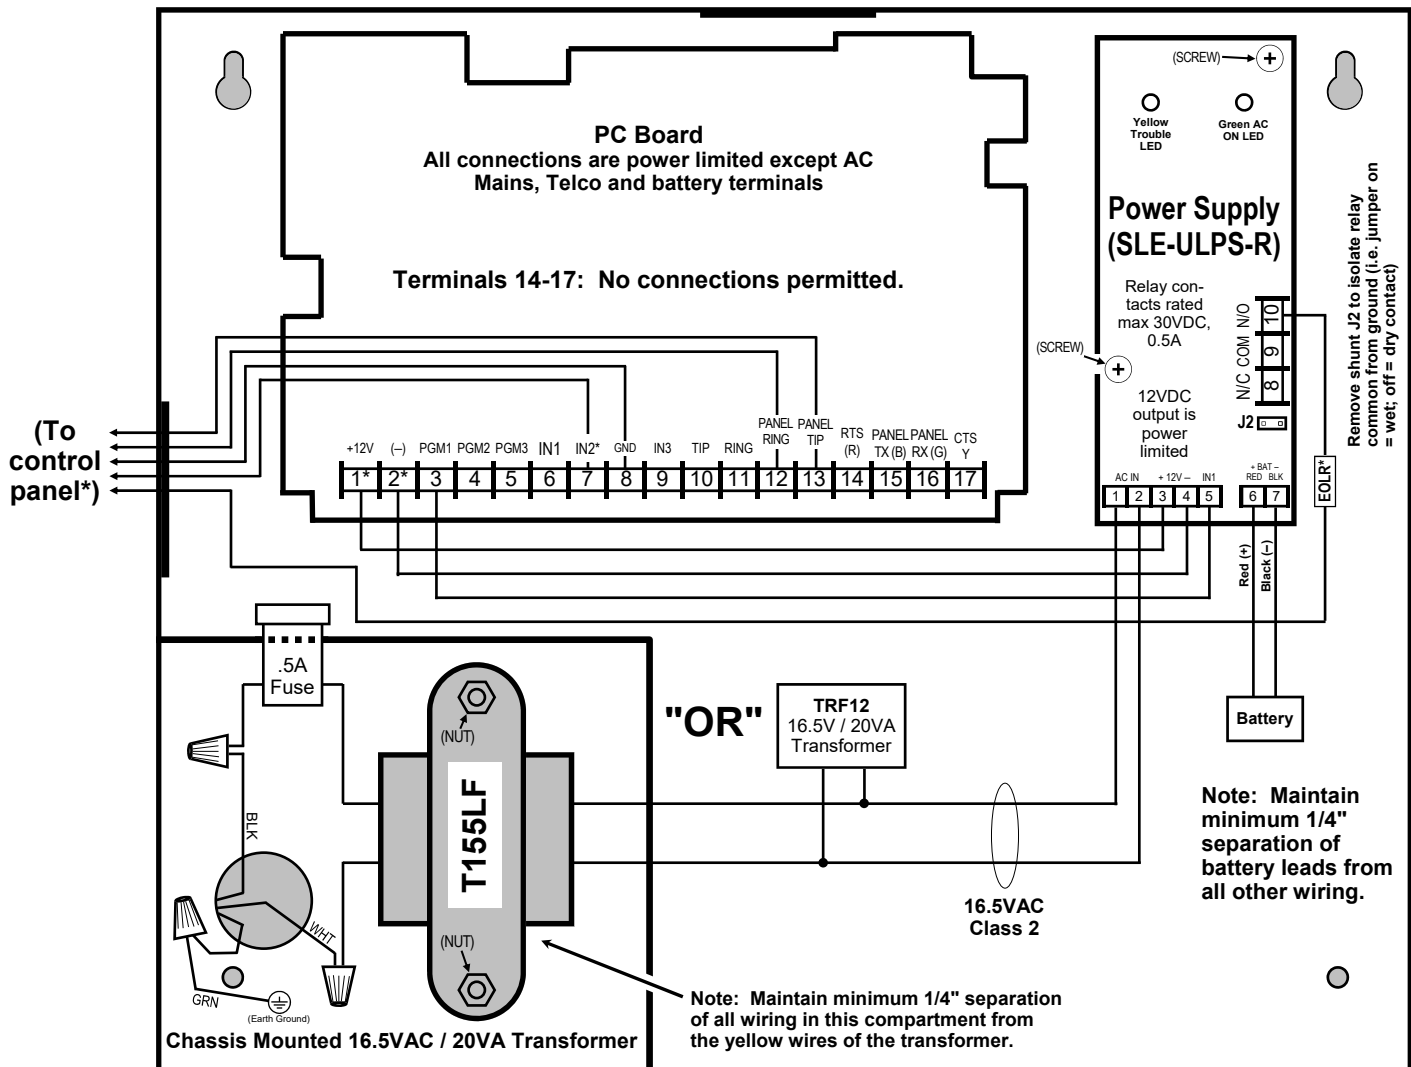 PC Board
All connections are power limited except AC
Mains, Telco and battery terminals
Terminals 14-17:  No connections permitted.
(To
control
panel*)
+12V
(–)
PGM1
PGM2
PGM3
IN1
IN2*
GND
IN3
TIP
RING
PANEL
RING
PANEL
TIP
RTS
(R)
PANEL
TX (B)
PANEL
RX (G)
CTS
Y
1*
2*
3
4
5
6
7
8
9
10
11
12
13
14
15
16
17
(SCREW)
Yellow
Trouble
LED
Green AC
ON LED
Power Supply
(SLE-ULPS-R)
Relay con-
tacts rated
max 30VDC,
0.5A
(SCREW)
12VDC
output is
power
limited
N/C COM N/O
10
9
8
J2
AC IN
+ 12V –
IN1
+ BAT –
RED BLK
1
2
3
4
5
6
7
Remove shunt J2 to isolate relay
common from ground (i.e. jumper on
= wet; off = dry contact)
EOLR*
Red (+)
Black (–)
Battery
Note:  Maintain
minimum 1/4"
separation of
battery leads from
all other wiring.
.5A
Fuse
(NUT)
T155LF
(NUT)
BLK
WHT
GRN
(Earth Ground)
Chassis Mounted 16.5VAC / 20VA Transformer
"OR"
TRF12
16.5V / 20VA
Transformer
16.5VAC
Class 2
Note:  Maintain minimum 1/4" separation
of all wiring in this compartment from
the yellow wires of the transformer.